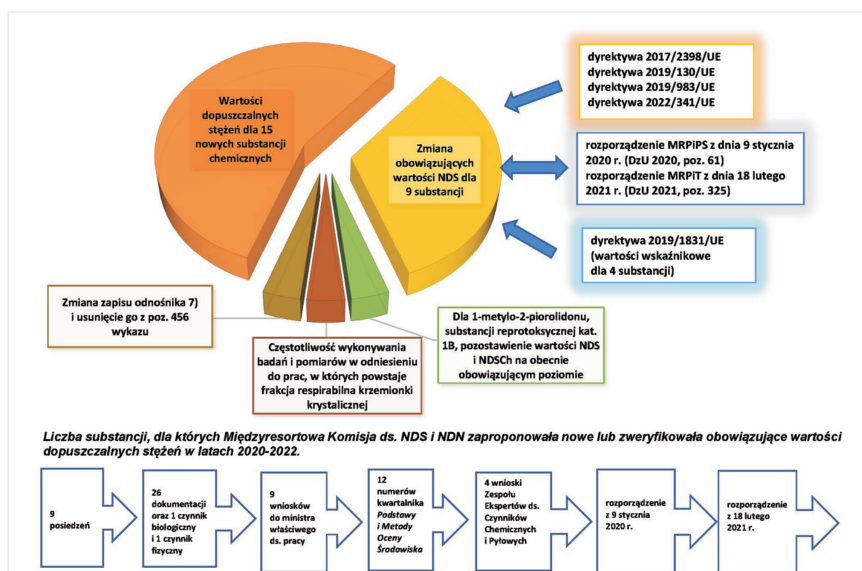 Wartości
dopuszczalnych
stężeń dla 15
nowych substancji
chemicznych
Zmiana
obowiązujących
wartości NDS dla
9 substancji
dyrektywa 2017/2398/UE
dyrektywa 2019/130/UE
dyrektywa 2019/983/UE
dyrektywa 2022/341/UE
rozporządzenie MRPiPS z dnia 9 stycznia
2020 r. (DzU 2020, poz. 61)
rozporządzenie MRPiT z dnia 18 lutego
2021 r. (DzU 2021, poz. 325)
dyrektywa 2019/1831/UE
(wartości wskaźnikowe
dla 4 substancji)
Zmiana zapisu odnośnika 7)
i usunięcie go z poz. 456
wykazu
Częstotliwość wykonywania
badań i pomiarów w odniesieniu
do prac, w których powstaje
frakcja respirabilna krzemionki
krystalicznej
Dla 1-metylo-2-piorolidonu,
substancji reprotoksycznej kat.
1B, pozostawienie wartości NDS
i NDSCh na obecnie
obowiązującym poziomie
Liczba substancji, dla których Międzyresortowa Komisja ds. NDS i NDN zaproponowała nowe lub zweryfikowała obowiązujące wartości
dopuszczalnych stężeń w latach 2020-2022.
9
posiedzeń
26
dokumentacji
oraz 1 czynnik
biologiczny
i 1 czynnik
fizyczny
9
wniosków
do ministra
właściwego
ds. pracy
12
numerów
kwartalnika
Podstawy
i Metody
Oceny
Środowiska
4 wnioski
Zespołu
Ekspertów ds.
Czynników
Chemicznych
i Pyłowych
rozporządzenie
z 9 stycznia
2020 r.
rozporządzenie
z 18 lutego
2021 r.